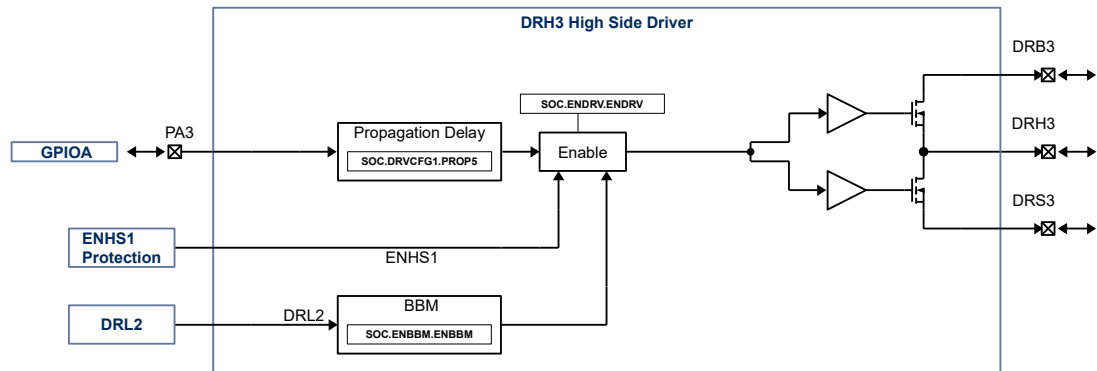 DRH3 High Side Driver
DRB3
SOC.ENDRV.ENDRV
PA3
Propagation Delay
DRH3
GPIOA
SOC.DRVCFG1.PROP5
Enable
DRS3
ENHS1
Protection
ENHS1
BBM
DRL2
DRL2
SOC.ENBBM.ENBBM